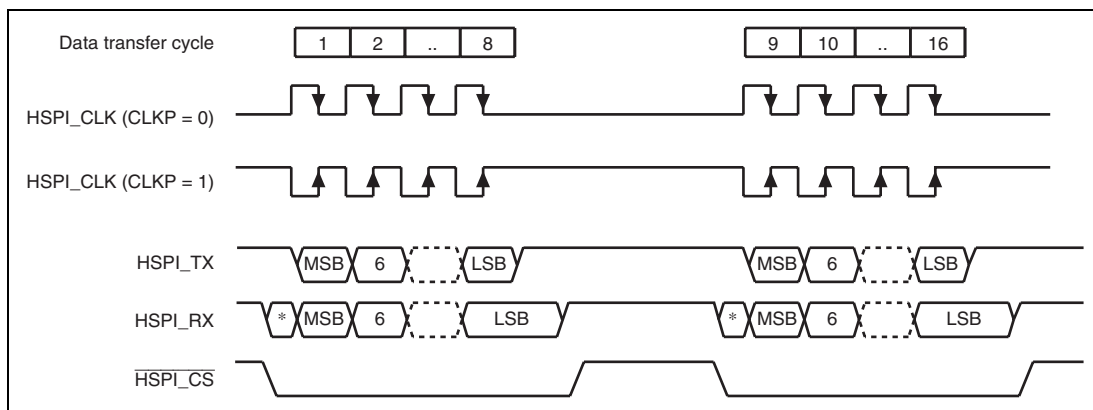 Data transfer cycle 1 2 .. 8 9 10 .. 16
HSPI_CLK (CLKP = 0)
HSPI_CLK (CLKP = 1)
HSPI_TX MSB 6 LSB MSB 6 LSB
HSPI_RX * MSB 6 LSB * MSB 6 LSB
HSPI_CS